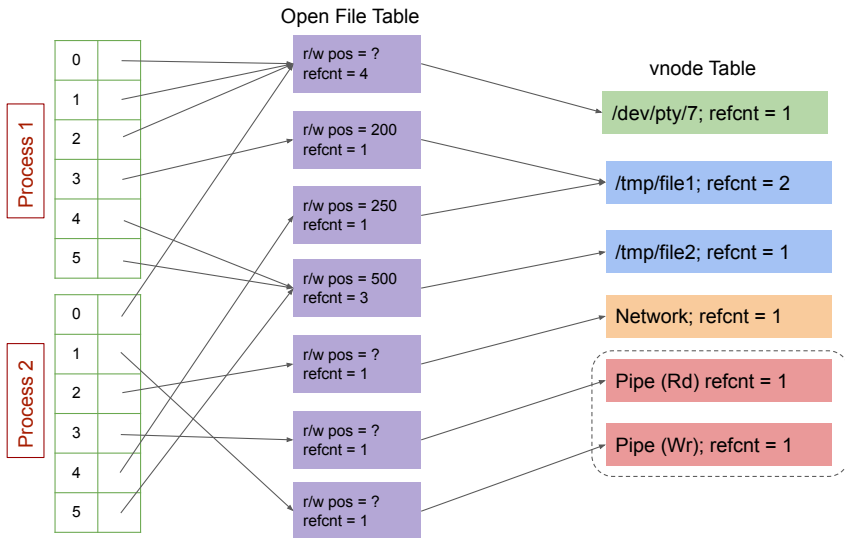 Open File Table
vnode Table
Process 1
0
1
2
3
4
5
Process 2
0
1
2
3
4
5
r/w pos = ?
refcnt = 4
r/w pos = 200
refcnt = 1
r/w pos = 250
refcnt = 1
r/w pos = 500
refcnt = 3
r/w pos = ?
refcnt = 1
r/w pos = ?
refcnt = 1
r/w pos = ?
refcnt = 1
/dev/pty/7; refcnt = 1
/tmp/file1; refcnt = 2
/tmp/file2; refcnt = 1
Network; refcnt = 1
Pipe (Rd) refcnt = 1
Pipe (Wr); refcnt = 1